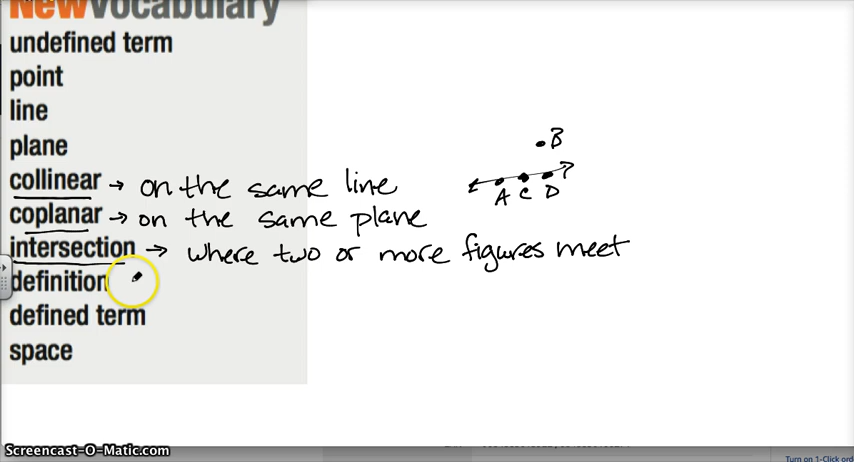 New Vocabulary
undefined term
point
line
plane
collinear → on the same line
coplanar → on the same plane
intersection → where two or more figures meet
definition
defined term
space
B
A C D
Screencast-O-Matic.com
Turn on 1-Click or